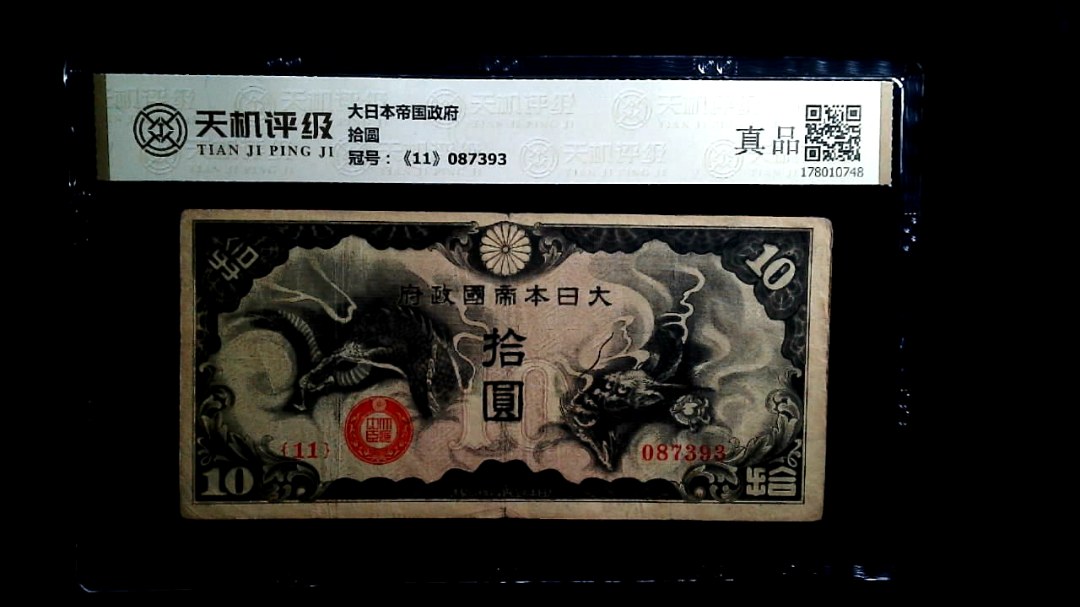 天机评级
TIAN JI PING JI
大日本帝国政府
拾圆
冠号：《11》087393
真品
178010748
拾
10
府政國帝本日大
拾
圓
{11}
087393
10
拾